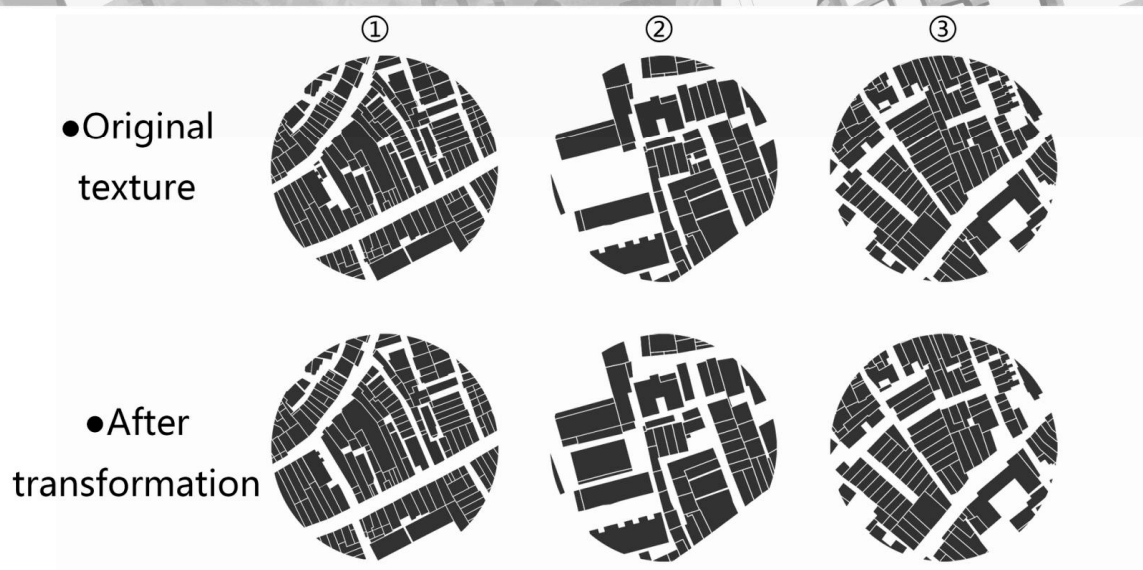 ① ② ③
●Original
texture
●After
transformation